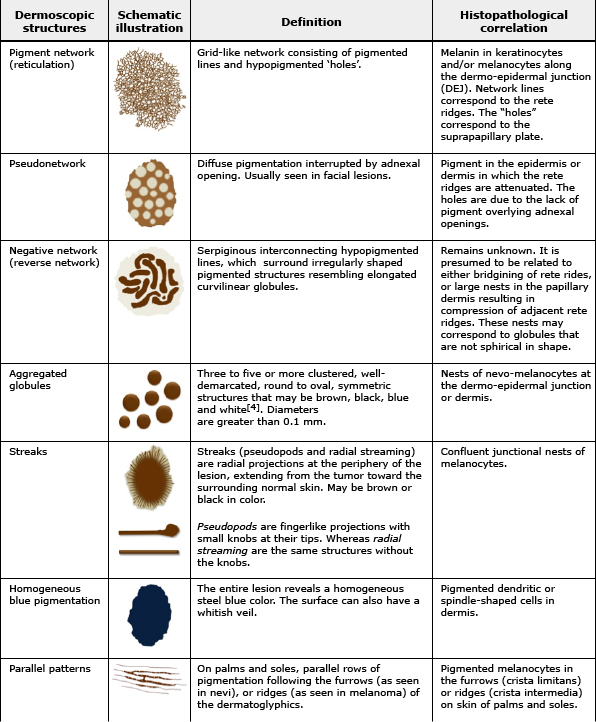 Dermoscopic
structures
Schematic
illustration
Definition
Histopathological
correlation
Pigment network
(reticulation)
Grid-like network consisting of pigmented
lines and hypopigmented ‘holes’.
Melanin in keratinocytes
and/or melanocytes along
the dermo-epidermal junction
(DEJ). Network lines
correspond to the rete
ridges. The “holes”
correspond to the
suprapapillary plate.
Pseudonetwork
Diffuse pigmentation interrupted by adnexal
opening. Usually seen in facial lesions.
Pigment in the epidermis or
dermis in which the rete
ridges are attenuated. The
holes are due to the lack of
pigment overlying adnexal
openings.
Negative network
(reverse network)
Serpiginous interconnecting hypopigmented
lines, which surround irregularly shaped
pigmented structures resembling elongated
curvilinear globules.
Remains unknown. It is
presumed to be related to
either bridgining of rete rides,
or large nests in the papillary
dermis resulting in
compression of adjacent rete
ridges. These nests may
correspond to globules that
are not sphirical in shape.
Aggregated
globules
Three to five or more clustered, well-
demarcated, round to oval, symmetric
structures that may be brown, black, blue
and white[4]. Diameters
are greater than 0.1 mm.
Nests of nevo-melanocytes at
the dermo-epidermal junction
or dermis.
Streaks
Streaks (pseudopods and radial streaming)
are radial projections at the periphery of the
lesion, extending from the tumor toward the
surrounding normal skin. May be brown or
black in color.
Pseudopods are fingerlike projections with
small knobs at their tips. Whereas radial
streaming are the same structures without
the knobs.
Confluent junctional nests of
melanocytes.
Homogeneous
blue pigmentation
The entire lesion reveals a homogeneous
steel blue color. The surface can also have a
whitish veil.
Pigmented dendritic or
spindle-shaped cells in
dermis.
Parallel patterns
On palms and soles, parallel rows of
pigmentation following the furrows (as seen
in nevi), or ridges (as seen in melanoma) of
the dermatoglyphics.
Pigmented melanocytes in
the furrows (crista limitans)
or ridges (crista intermedia)
on skin of palms and soles.